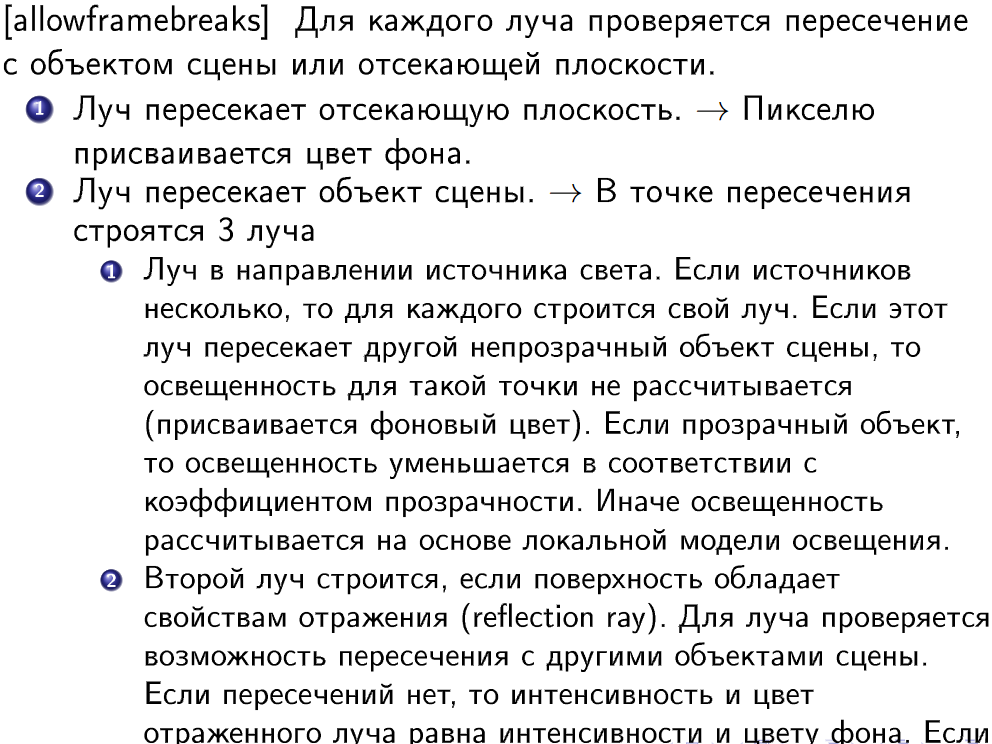 [allowframebreaks] Для каждого луча проверяется пересечение
с объектом сцены или отсекающей плоскости.
1 Луч пересекает отсекающую плоскость. → Пикселю
присваивается цвет фона.
2 Луч пересекает объект сцены. → В точке пересечения
строятся 3 луча
1 Луч в направлении источника света. Если источников
несколько, то для каждого строится свой луч. Если этот
луч пересекает другой непрозрачный объект сцены, то
освещенность для такой точки не рассчитывается
(присваивается фоновый цвет). Если прозрачный объект,
то освещенность уменьшается в соответствии с
коэффициентом прозрачности. Иначе освещенность
рассчитывается на основе локальной модели освещения.
2 Второй луч строится, если поверхность обладает
свойствам отражения (reflection ray). Для луча проверяется
возможность пересечения с другими объектами сцены.
Если пересечений нет, то интенсивность и цвет
отраженного луча равна интенсивности и цвету фона. Если